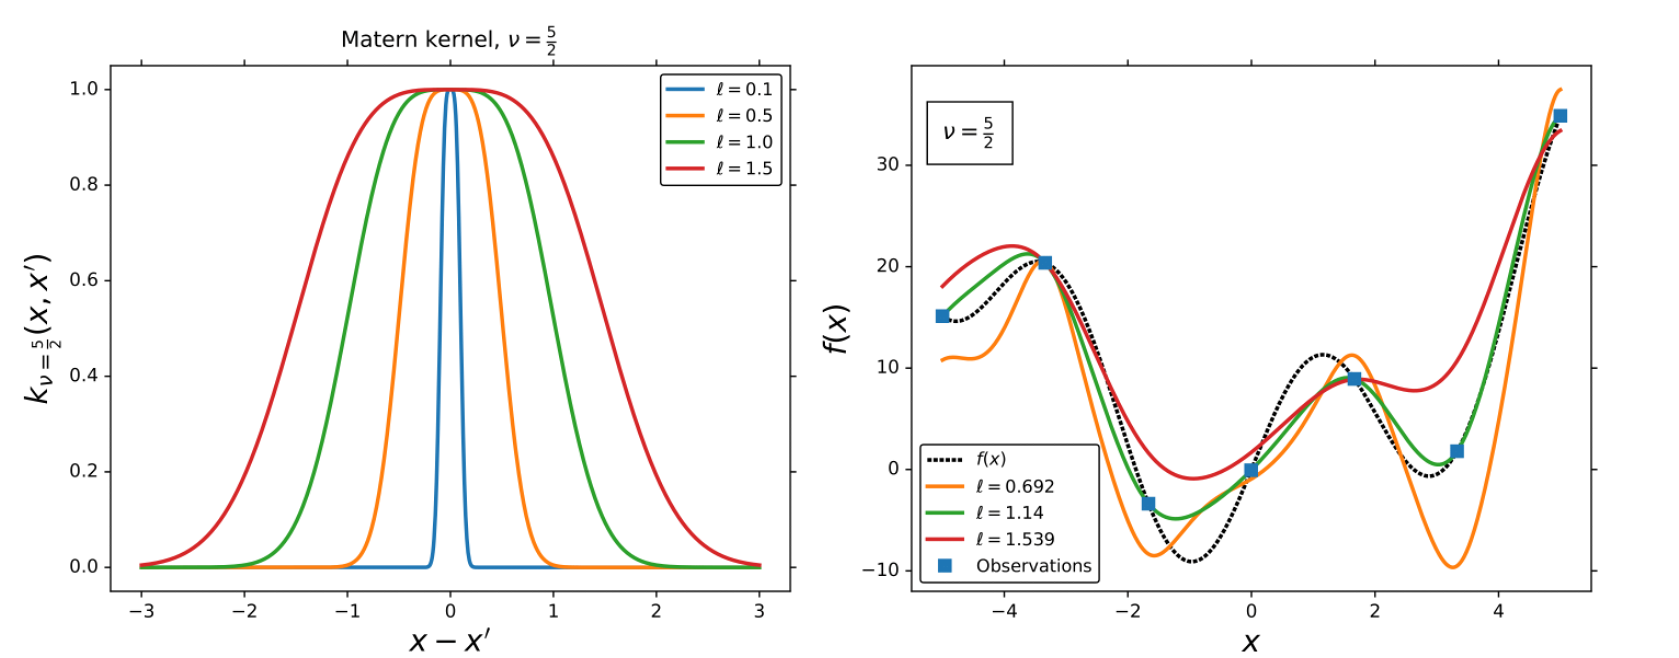 Matern kernel, ν = 5/2
1.0
0.8
0.6
0.4
0.2
0.0
k_{ν=5/2}(x, x′)
−3
−2
−1
0
1
2
3
x − x′
ℓ = 0.1
ℓ = 0.5
ℓ = 1.0
ℓ = 1.5
ν = 5/2
30
20
10
0
−10
f(x)
f(x)
ℓ = 0.692
ℓ = 1.14
ℓ = 1.539
Observations
−4
−2
0
2
4
x